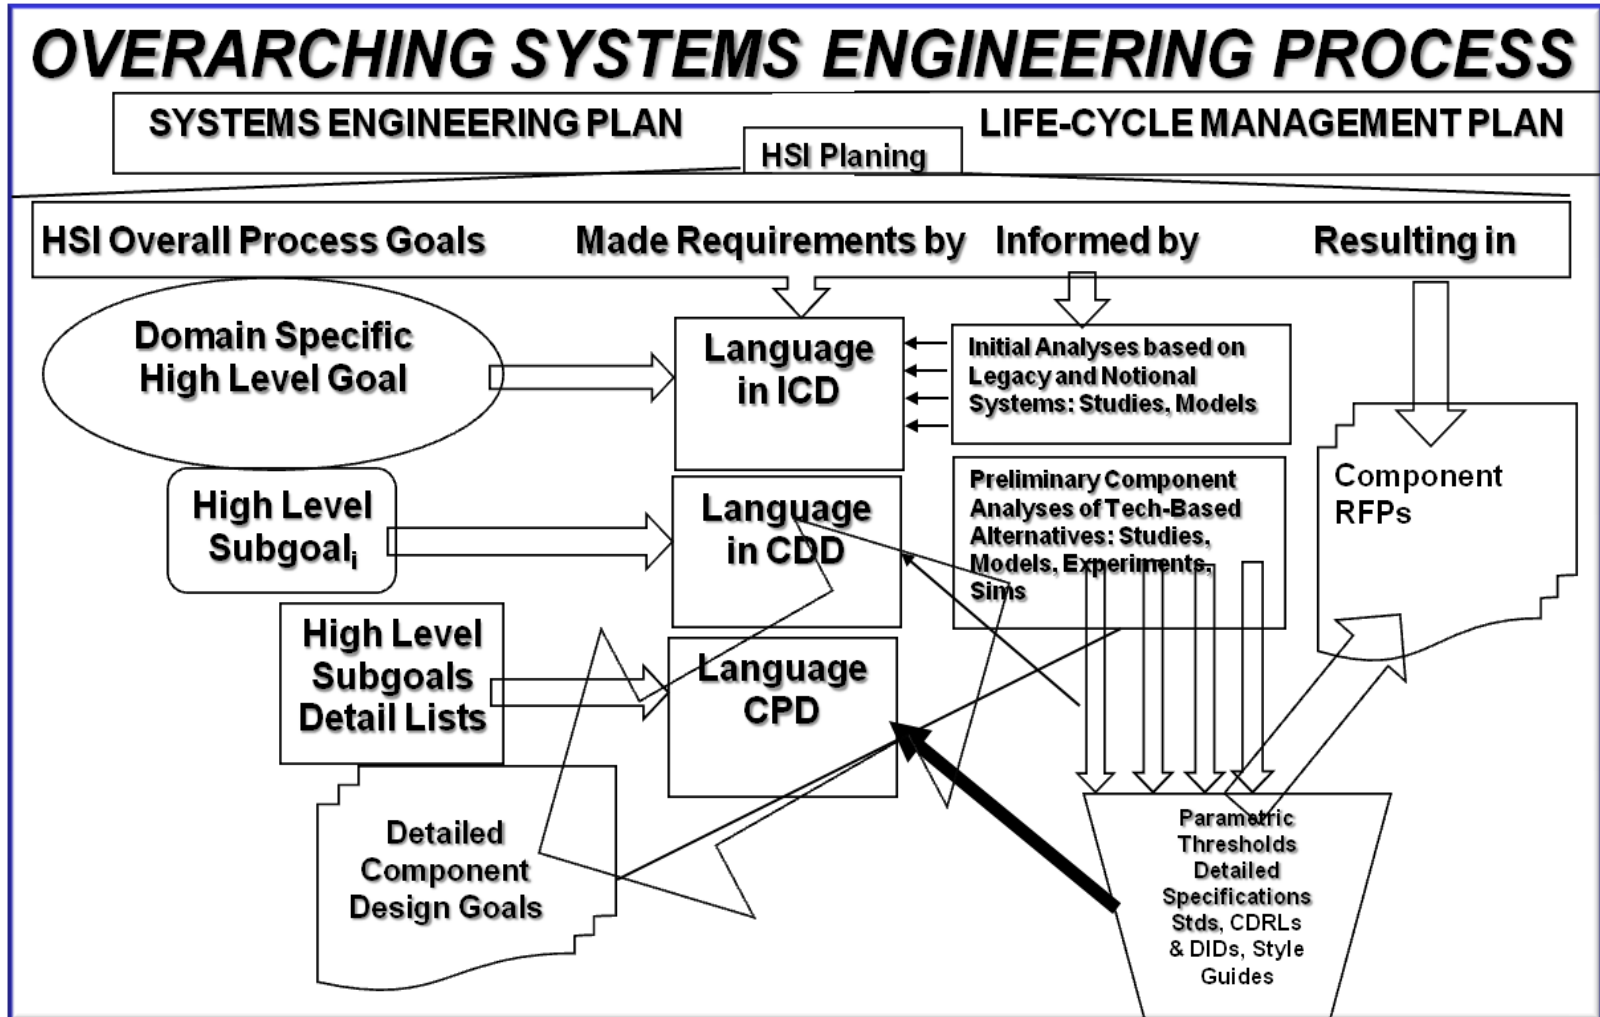 OVERARCHING SYSTEMS ENGINEERING PROCESS
SYSTEMS ENGINEERING PLAN
LIFE-CYCLE MANAGEMENT PLAN
HSI Planing
HSI Overall Process Goals
Made Requirements by
Informed by
Resulting in
Domain Specific
High Level Goal
Language
in ICD
Initial Analyses based on
Legacy and Notional
Systems: Studies, Models
High Level
Subgoali
Language
in CDD
Preliminary Component
Analyses of Tech-Based
Alternatives: Studies,
Models, Experiments,
Sims
Component
RFPs
High Level
Subgoals
Detail Lists
Language
CPD
Detailed
Component
Design Goals
Parametric
Thresholds
Detailed
Specifications
Stds, CDRLs
& DIDs, Style
Guides